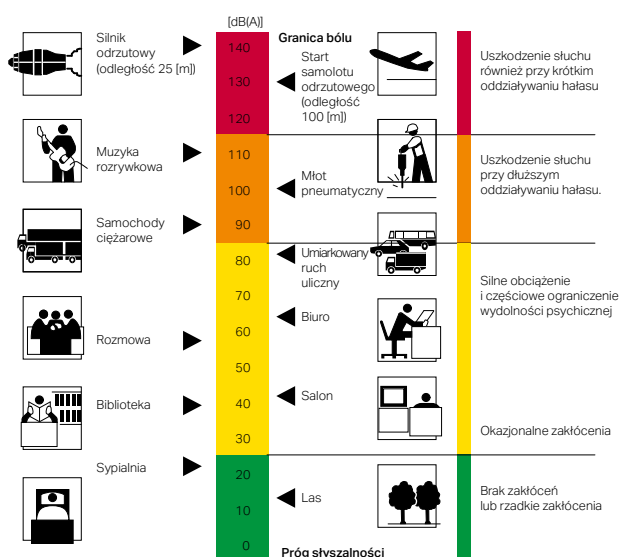 [dB(A)]
Silnik
odrzutowy
(odległość 25 [m])
Muzyka
rozrywkowa
Samochody
ciężarowe
Rozmowa
Biblioteka
Sypialnia
140
130
120
110
100
90
80
70
60
50
40
30
20
10
0
Granica bólu
Start
samolotu
odrzutowego
(odległość
100 [m])
Młot
pneumatyczny
Umiarkowany
ruch
uliczny
Biuro
Salon
Las
Próg słyszalności
Uszkodzenie słuchu
również przy krótkim
oddziaływaniu hałasu
Uszkodzenie słuchu
przy dłuższym
oddziaływaniu hałasu.
Silne obciążenie
i częściowe ograniczenie
wydolności psychicznej
Okazjonalne zakłócenia
Brak zakłóceń
lub rzadkie zakłócenia